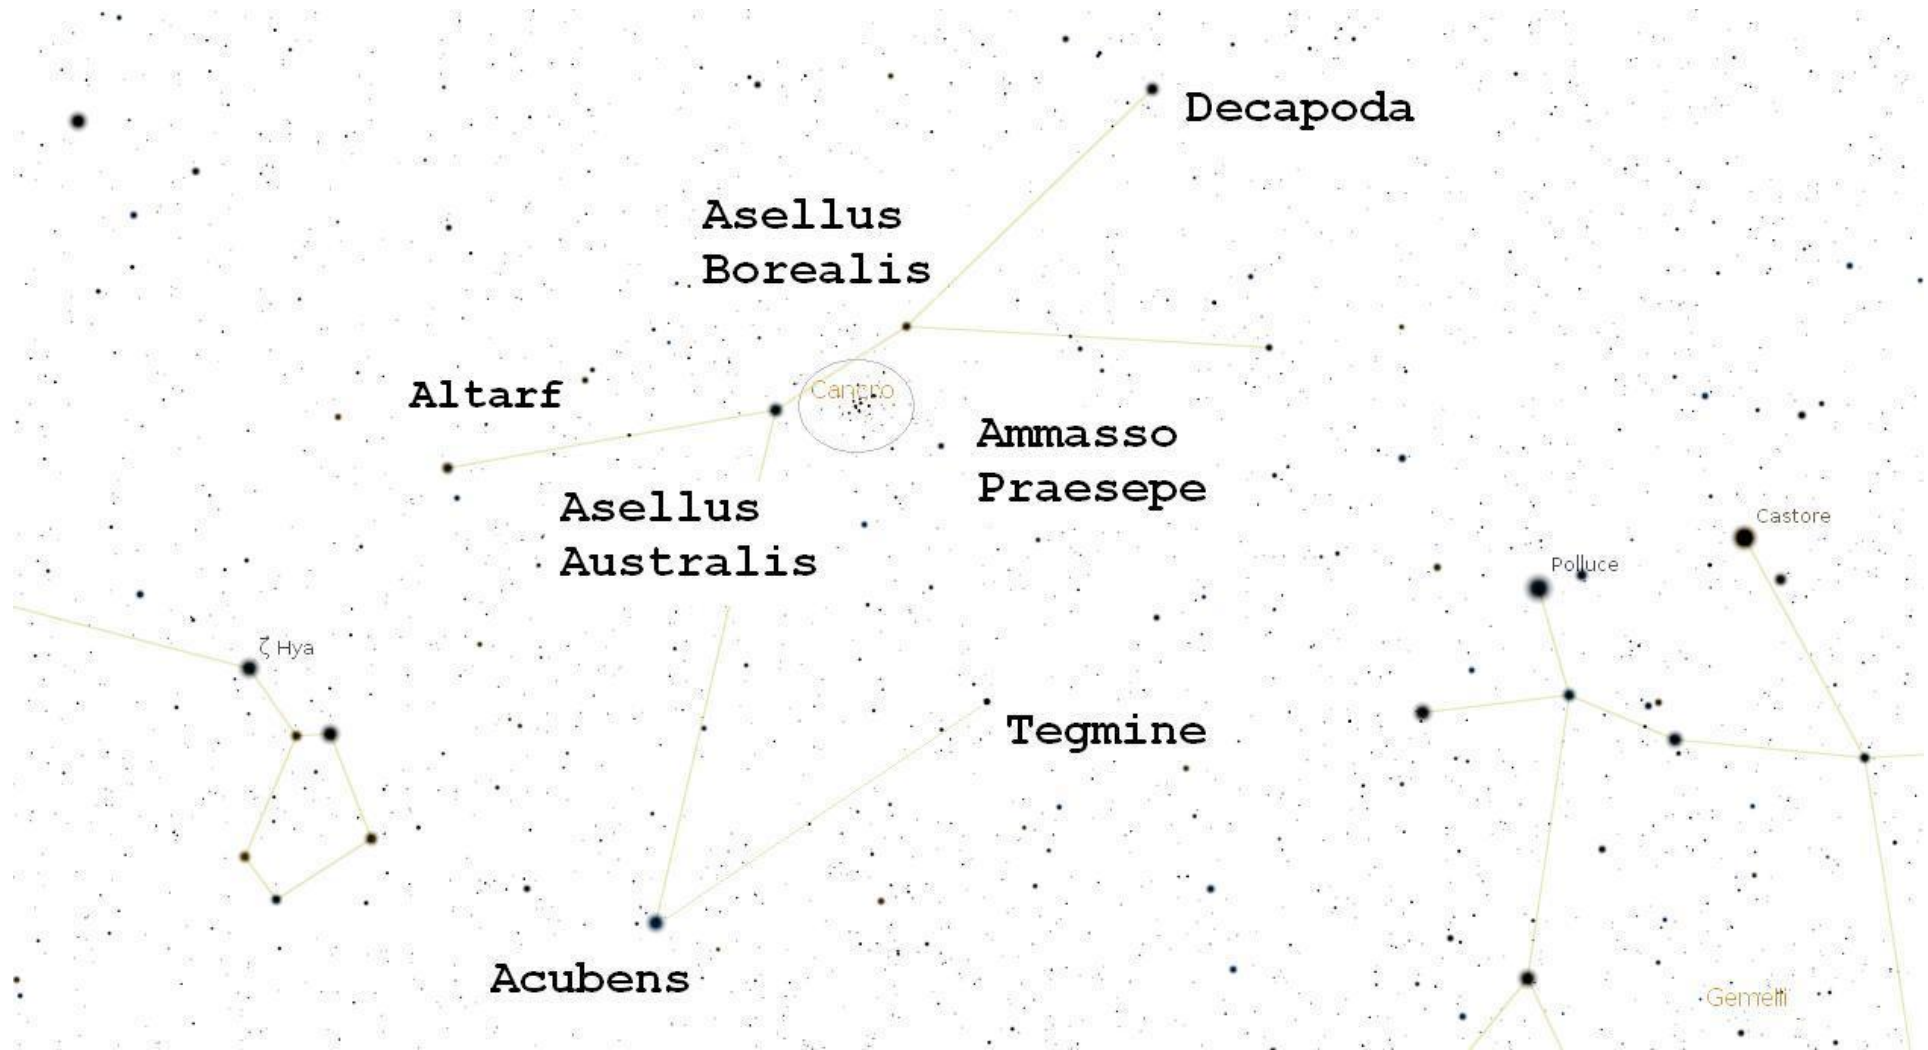 Decapoda
Asellus
Borealis
Cancro
Altarf
Ammasso
Praesepe
Asellus
Australis
Castore
Polluce
ζ Hya
Tegmine
Acubens
Gemelli